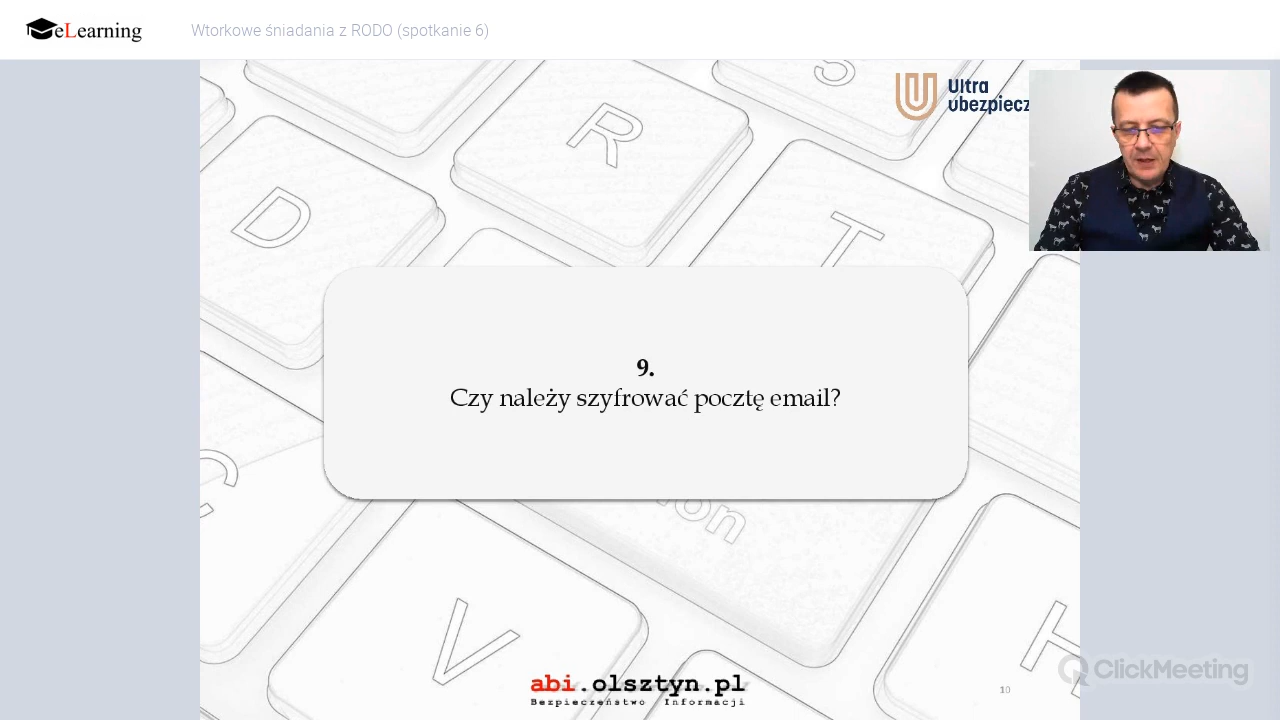 eLearning
Wtorkowe śniadania z RODO (spotkanie 6)
Ultra
ubezpiecz
S
R
D
T
9.
Czy należy szyfrować pocztę email?
C
on
V
H
abi.olsztyn.pl
Bezpieczeństwo Informacji
10
ClickMeeting